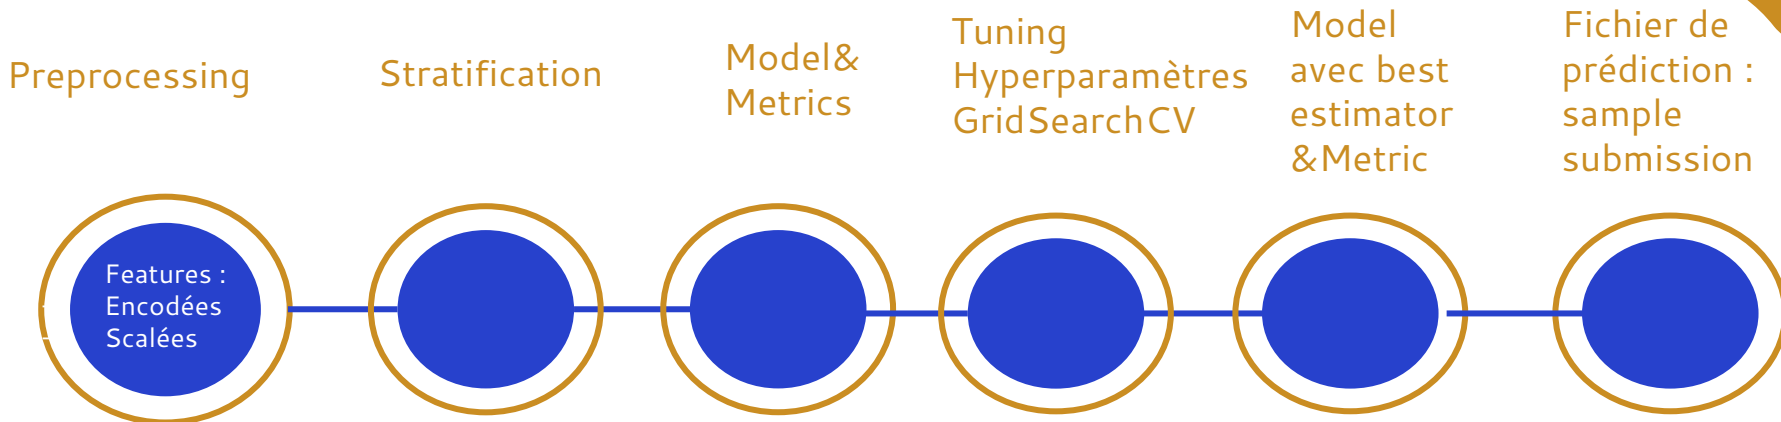 Preprocessing
Stratification
Model&
Metrics
Tuning
Hyperparamètres
GridSearchCV
Model
avec best
estimator
&Metric
Fichier de
prédiction :
sample
submission
Features :
Encodées
Scalées